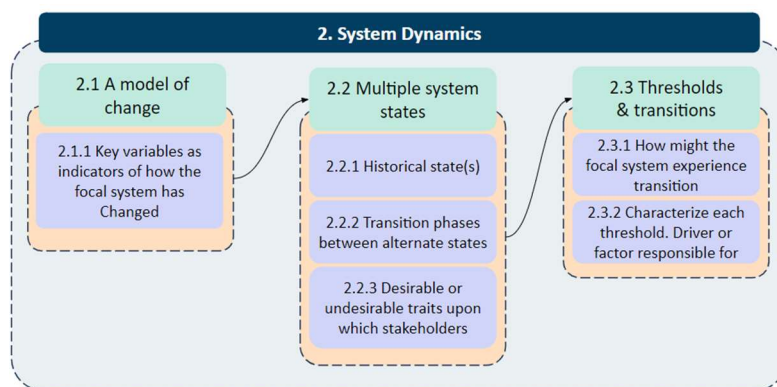 2. System Dynamics
2.1 A model of
change
2.1.1 Key variables as
indicators of how the
focal system has
Changed
2.2 Multiple system
states
2.2.1 Historical state(s)
2.2.2 Transition phases
between alternate states
2.2.3 Desirable or
undesirable traits upon
which stakeholders
2.3 Thresholds
& transitions
2.3.1 How might the
focal system experience
transition
2.3.2 Characterize each
threshold. Driver or
factor responsible for